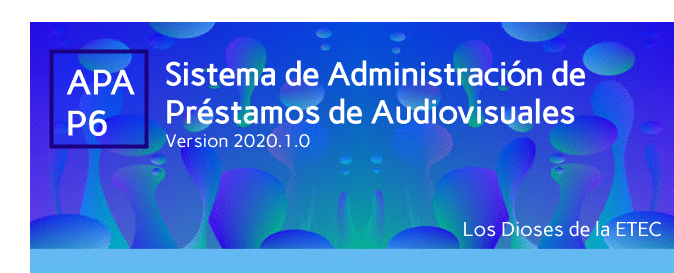 APA
P6
Sistema de Administración de
Préstamos de Audiovisuales
Version 2020.1.0
Los Dioses de la ETEC